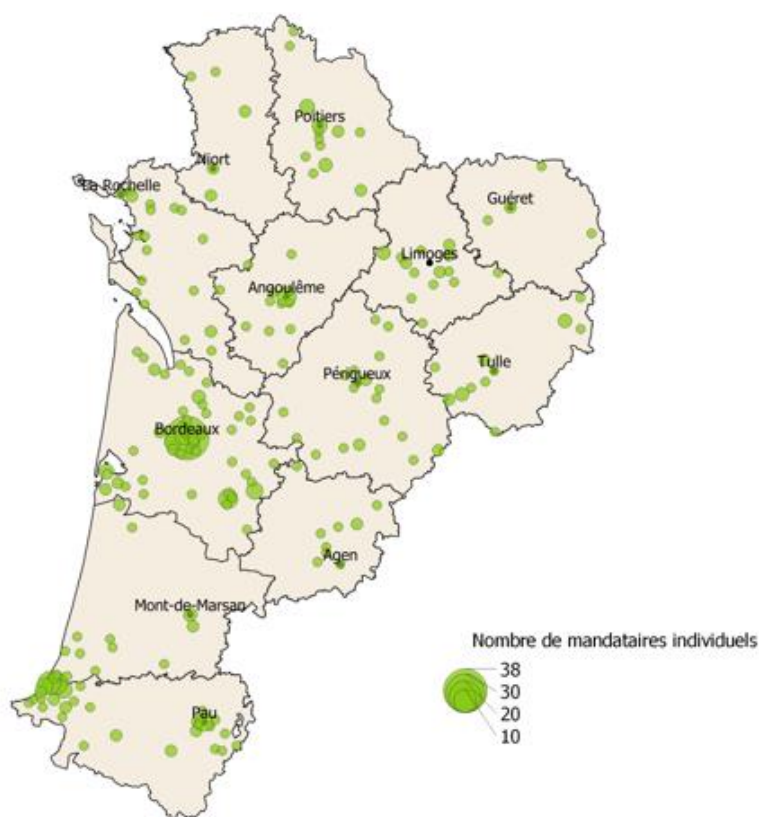 Poitiers
Niort
La Rochelle
Guéret
Limoges
Angoulême
Périgueux
Tulle
Bordeaux
Agen
Mont-de-Marsan
Pau
Nombre de mandataires individuels
38
30
20
10